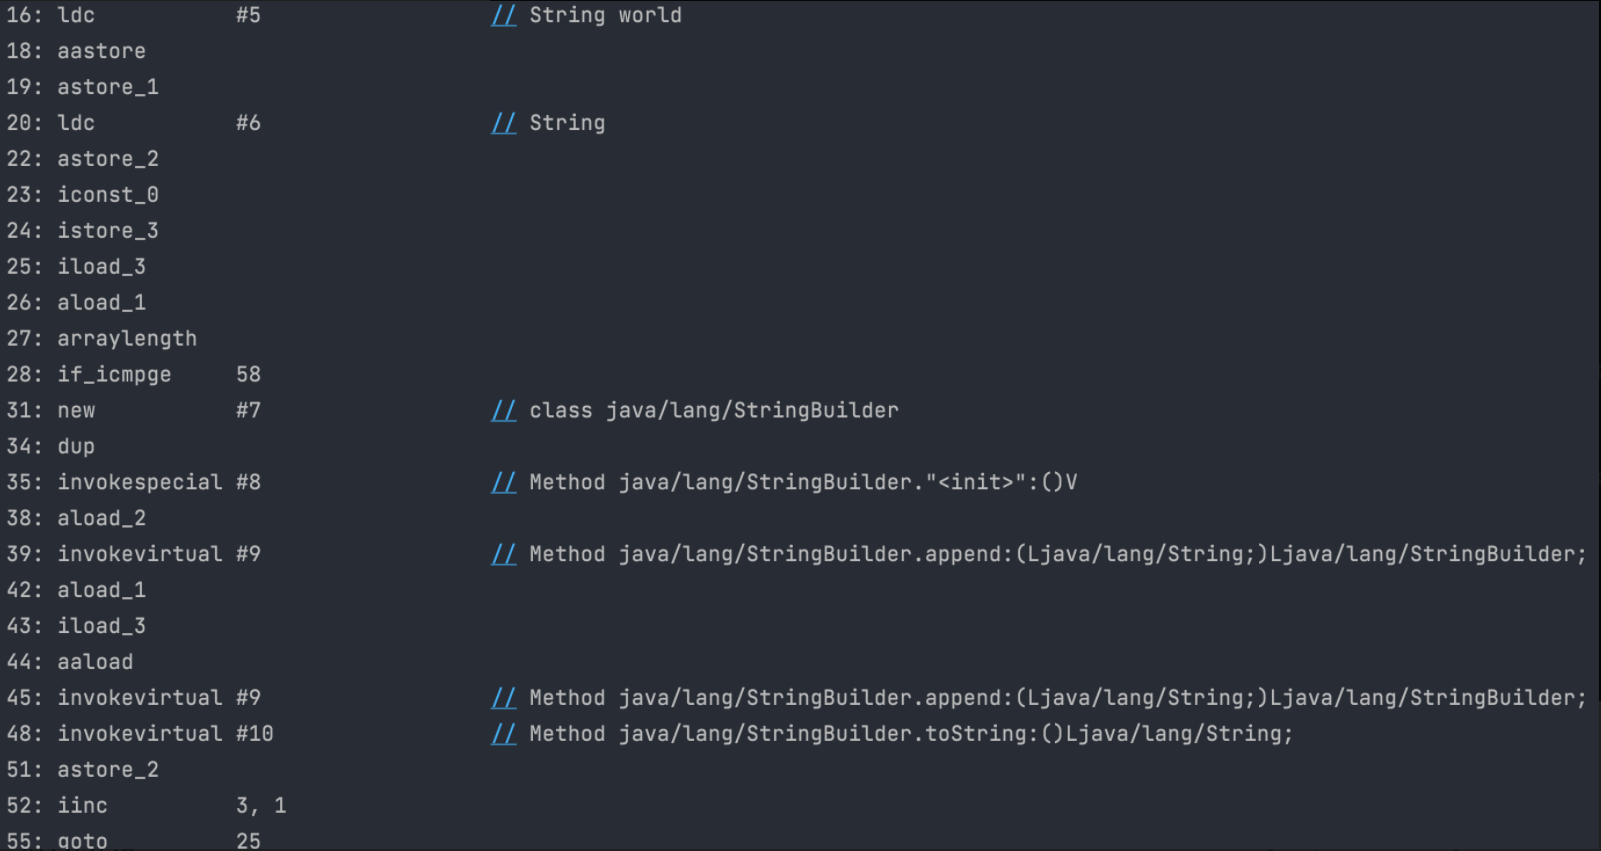 16: ldc           #5                  // String world
18: aastore
19: astore_1
20: ldc           #6                  // String
22: astore_2
23: iconst_0
24: istore_3
25: iload_3
26: aload_1
27: arraylength
28: if_icmpge     58
31: new           #7                  // class java/lang/StringBuilder
34: dup
35: invokespecial #8                  // Method java/lang/StringBuilder."<init>":()V
38: aload_2
39: invokevirtual #9                  // Method java/lang/StringBuilder.append:(Ljava/lang/String;)Ljava/lang/StringBuilder;
42: aload_1
43: iload_3
44: aaload
45: invokevirtual #9                  // Method java/lang/StringBuilder.append:(Ljava/lang/String;)Ljava/lang/StringBuilder;
48: invokevirtual #10                 // Method java/lang/StringBuilder.toString:()Ljava/lang/String;
51: astore_2
52: iinc          3, 1
55: goto          25